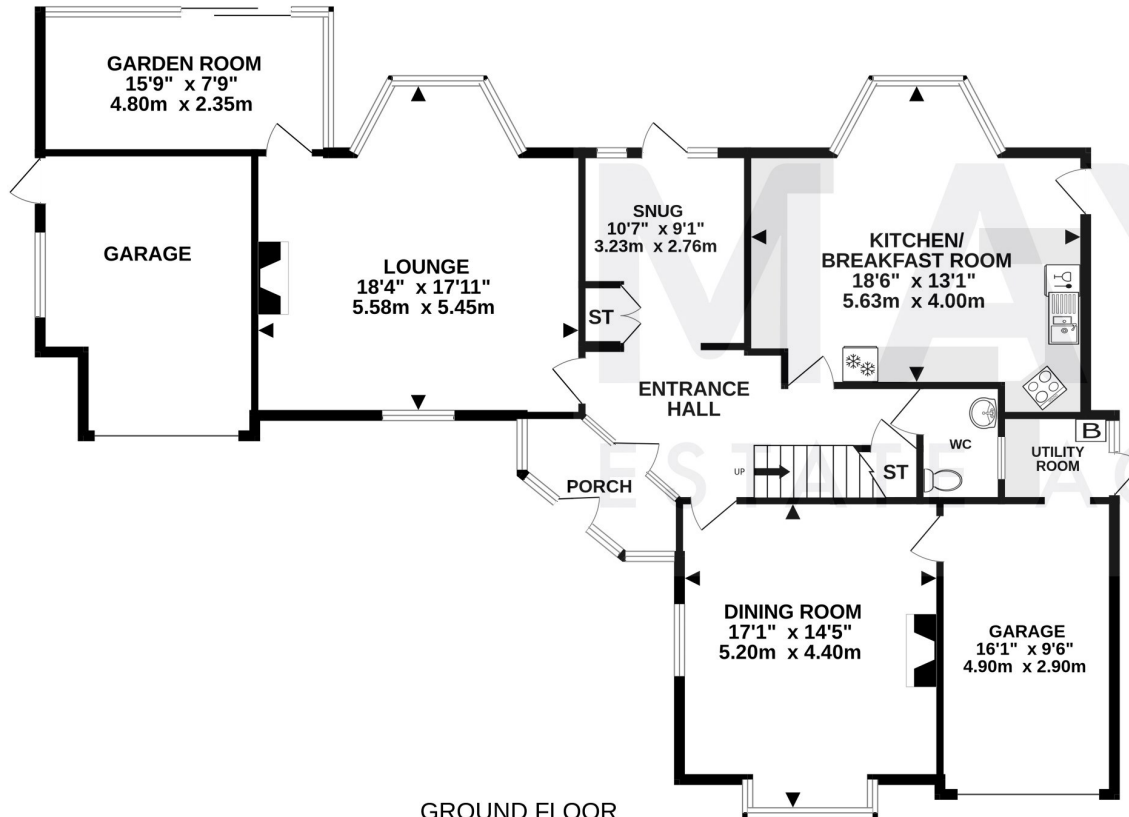 GARDEN ROOM
15'9" x 7'9"
4.80m x 2.35m
GARAGE
LOUNGE
18'4" x 17'11"
5.58m x 5.45m
SNUG
10'7" x 9'1"
3.23m x 2.76m
ST
KITCHEN/
BREAKFAST ROOM
18'6" x 13'1"
5.63m x 4.00m
ENTRANCE
HALL
WC
B
UTILITY
ROOM
UP
ST
PORCH
DINING ROOM
17'1" x 14'5"
5.20m x 4.40m
GARAGE
16'1" x 9'6"
4.90m x 2.90m
GROUND FLOOR
MAY
ESTATE AG